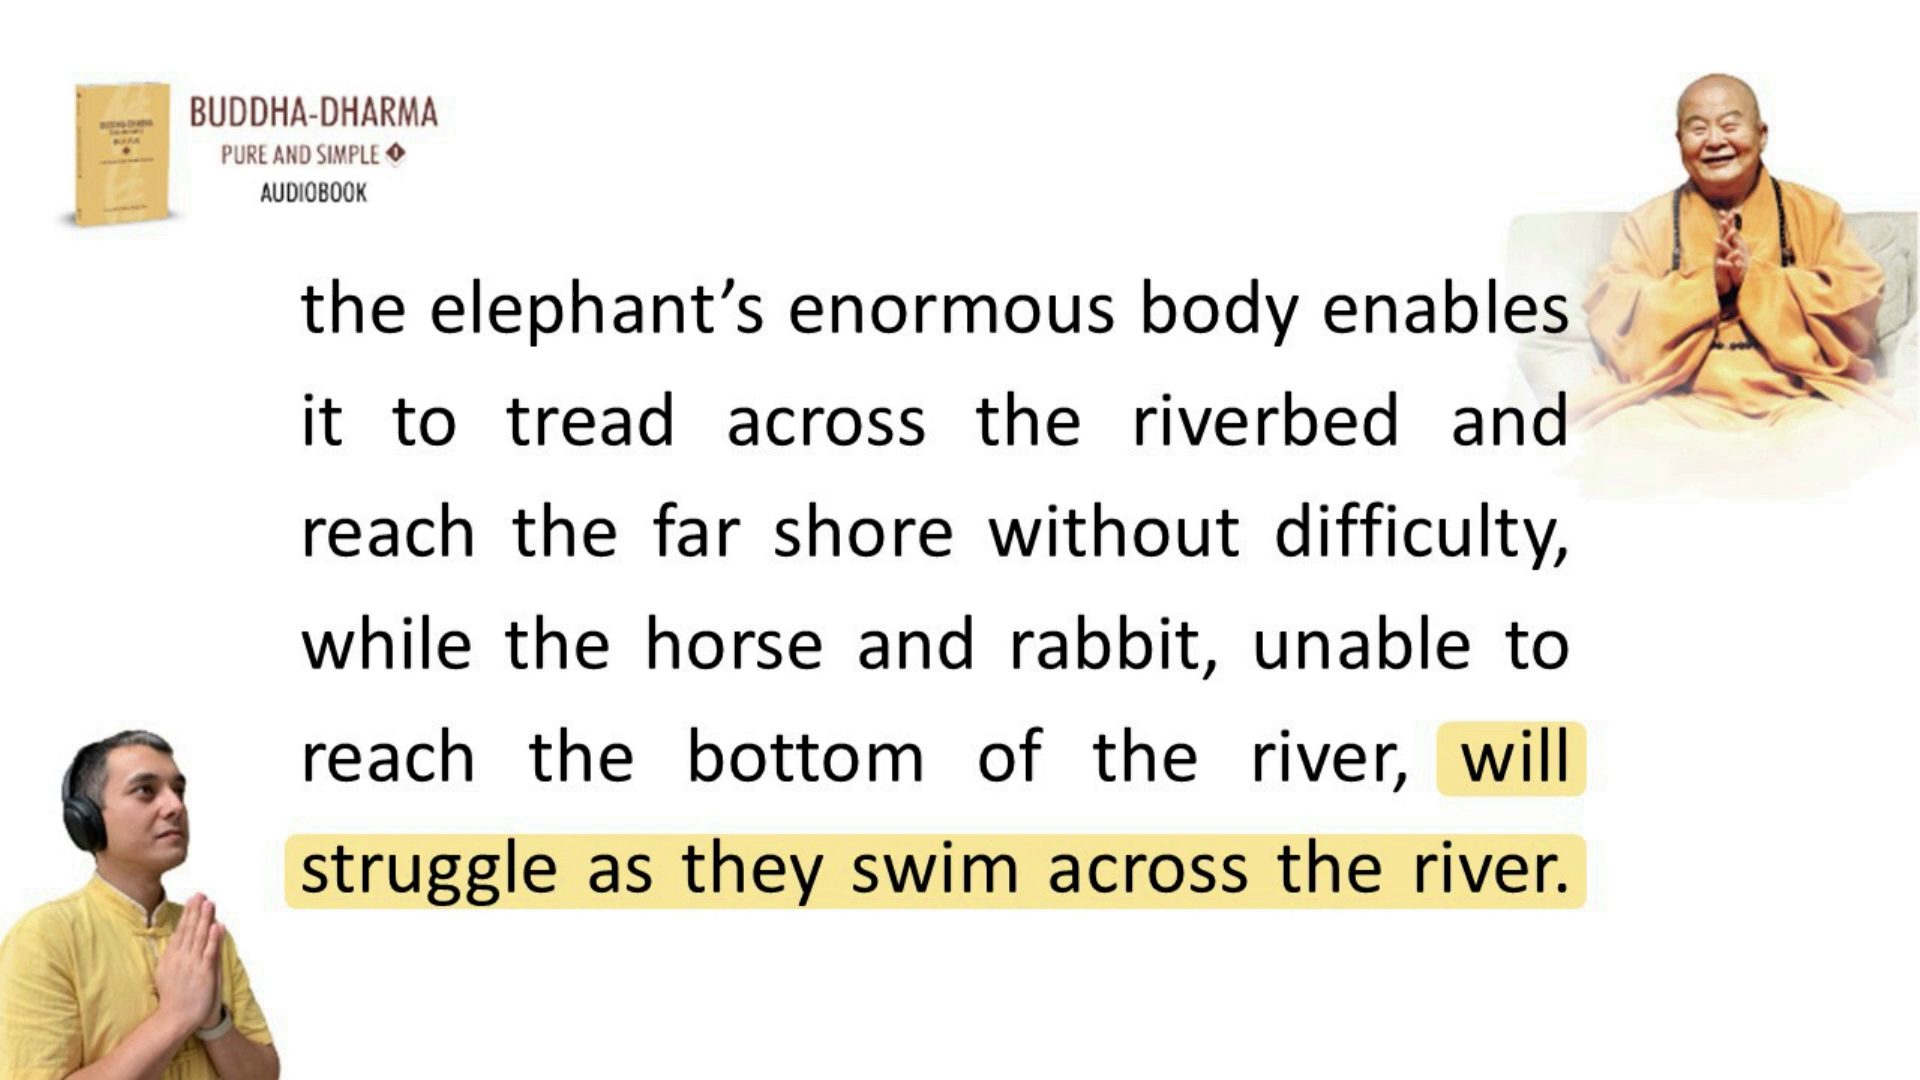 BUDDHA-DHARMA
PURE AND SIMPLE 1
AUDIOBOOK
the elephant’s enormous body enables
it to tread across the riverbed and
reach the far shore without difficulty,
while the horse and rabbit, unable to
reach the bottom of the river, will
struggle as they swim across the river.